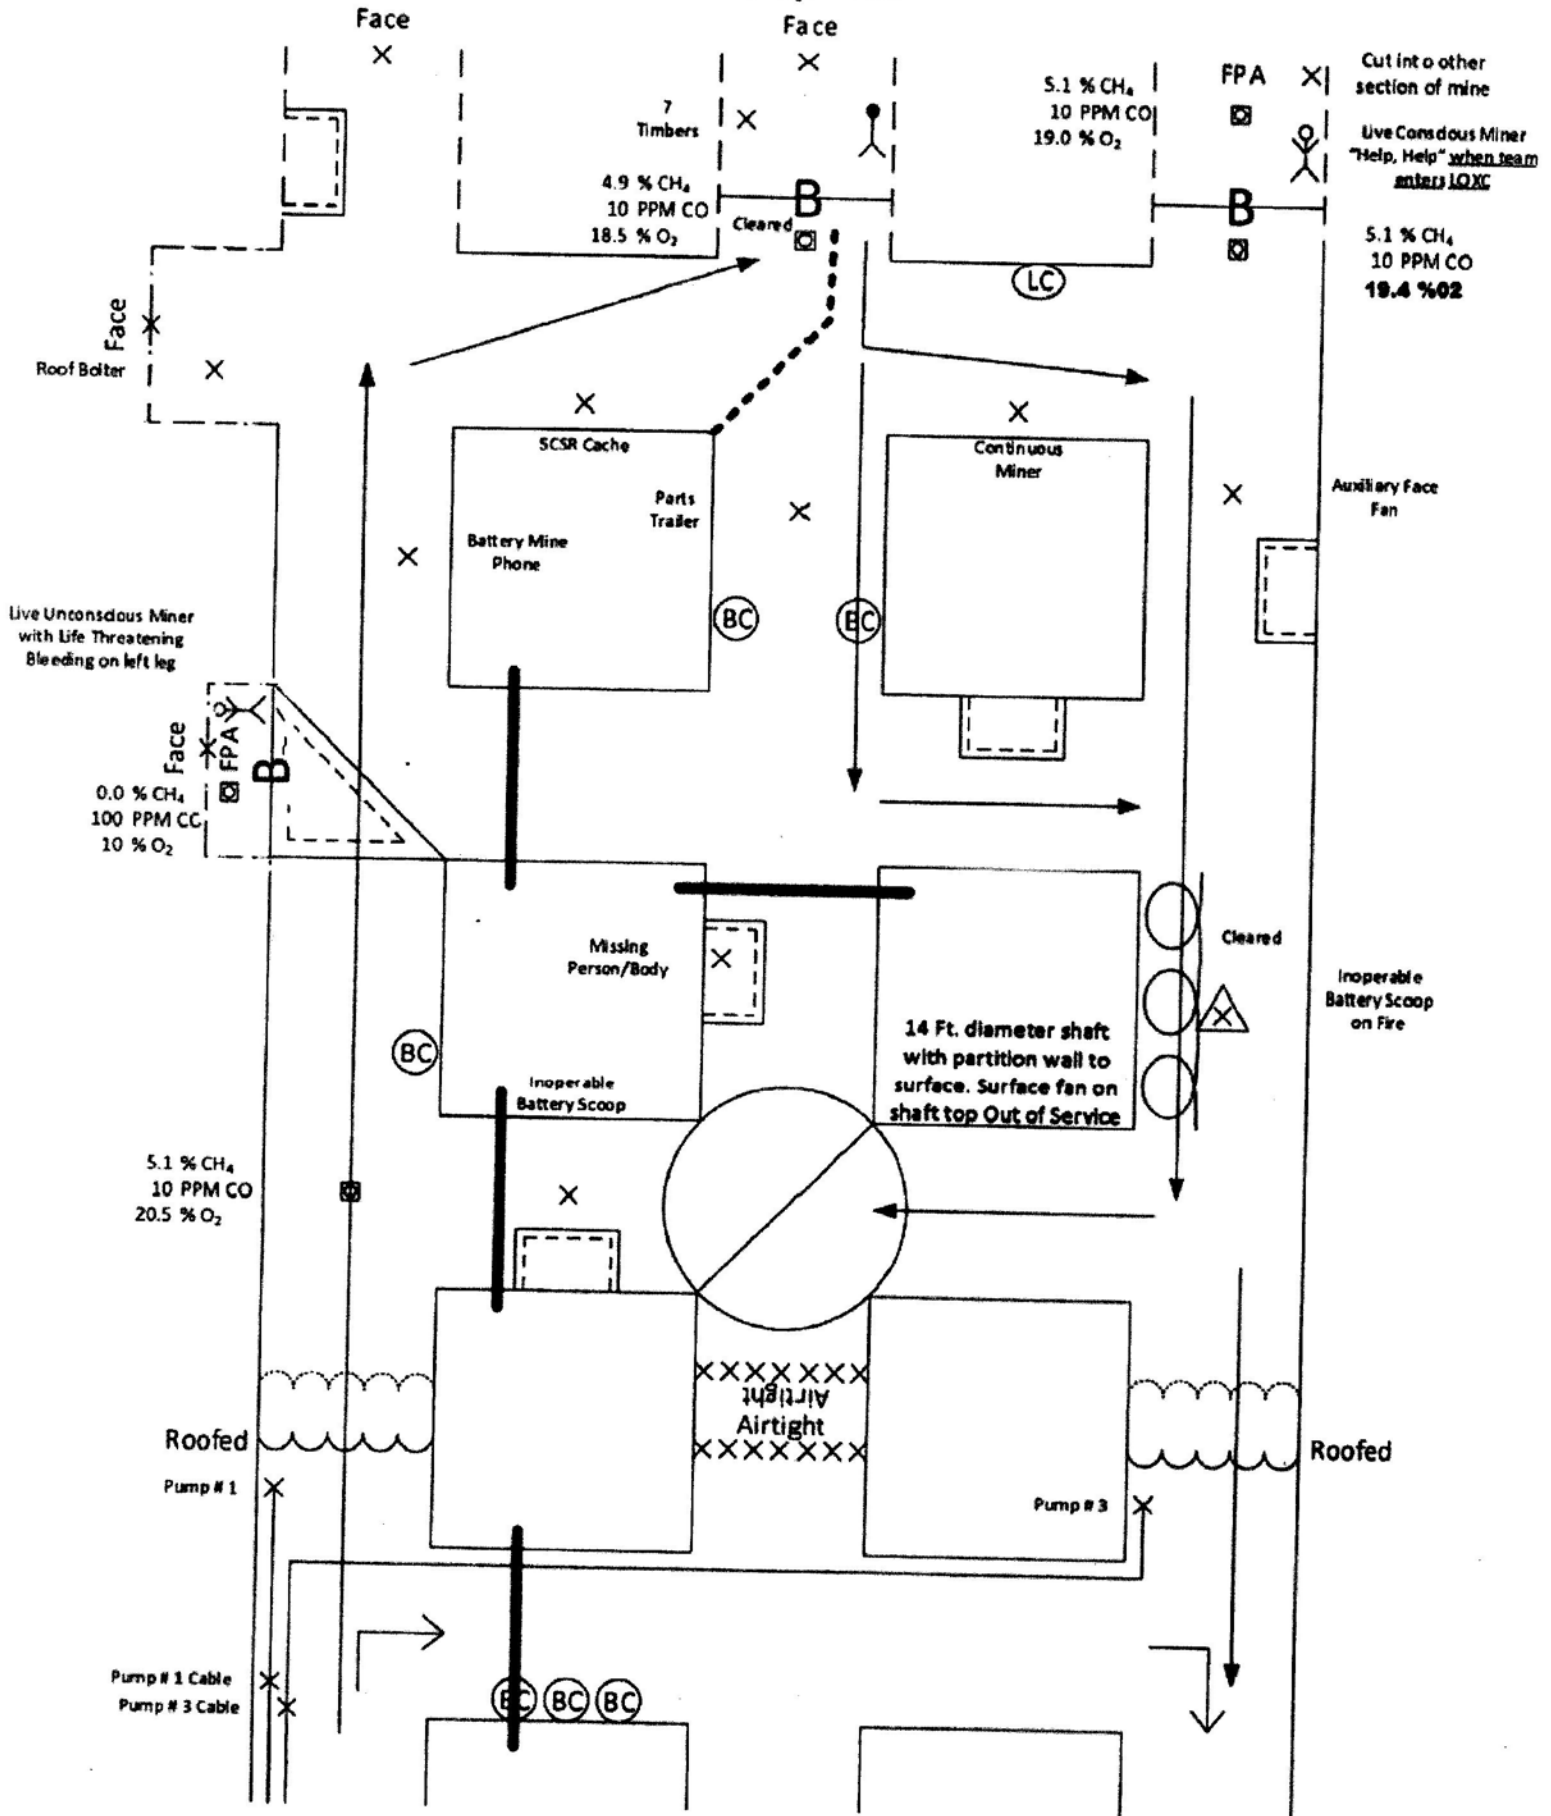 Face
Face
7
Timbers
5.1 % CH₄
10 PPM CO
19.0 % O₂
FPA
Cut into other
section of mine
Live Conscious Miner
"Help, Help" when team
enters LOXC
4.9 % CH₄
10 PPM CO
18.5 % O₂
Cleared
B
B
5.1 % CH₄
10 PPM CO
19.4 %02
LC
Face
Roof Bolter
SCSR Cache
Parts
Trailer
Battery Mine
Phone
Continuous
Miner
Auxiliary Face
Fan
BC
BC
Live Unconscious Miner
with Life Threatening
Bleeding on left leg
Face
FPA
B
0.0 % CH₄
100 PPM CO
10 % O₂
Missing
Person/Body
Cleared
Inoperable
Battery Scoop
on Fire
BC
Inoperable
Battery Scoop
14 Ft. diameter shaft
with partition wall to
surface. Surface fan on
shaft top Out of Service
5.1 % CH₄
10 PPM CO
20.5 % O₂
Airtight
Airtight
Roofed
Roofed
Pump # 1
Pump # 3
Pump # 1 Cable
Pump # 3 Cable
BC
BC
BC